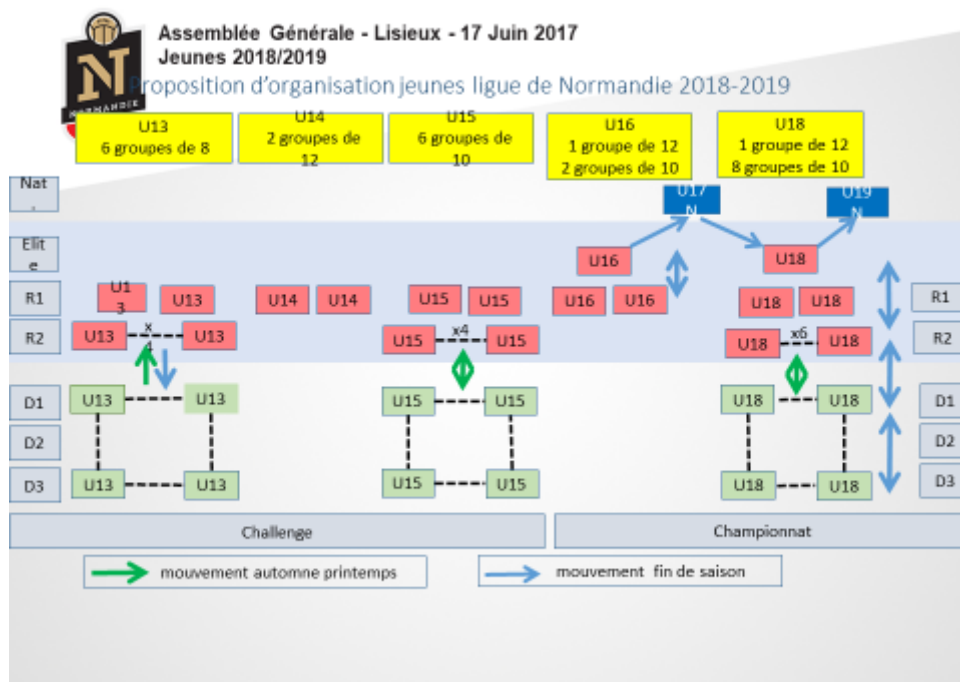 Assemblée Générale - Lisieux - 17 Juin 2017
Jeunes 2018/2019
Proposition d'organisation jeunes ligue de Normandie 2018-2019
NORMANDIE
U13
6 groupes de 8
U14
2 groupes de
12
U15
6 groupes de
10
U16
1 groupe de 12
2 groupes de 10
U18
1 groupe de 12
8 groupes de 10
Nat
.
U17
N
U19
N
Elit
e
U16
U18
R1
U1
3
U13
U14
U14
U15
U15
U16
U16
U18
U18
R1
R2
U13
x
4
U13
U15
x4
U15
U18
x6
U18
R2
D1
U13
U13
U15
U15
U18
U18
D1
D2
D2
D3
U13
U13
U15
U15
U18
U18
D3
Challenge
Championnat
mouvement automne printemps
mouvement fin de saison